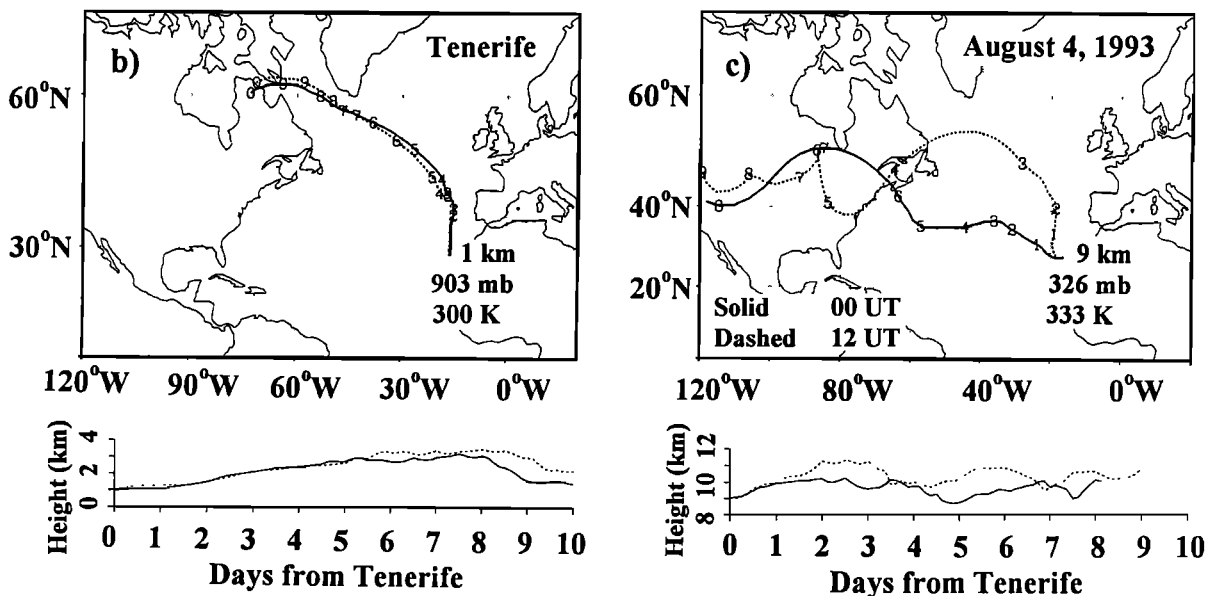 b) Tenerife
60°N
30°N
1 km
903 mb
300 K
120°W 90°W 60°W 30°W 0°W
Height (km)
0 2 4
0 1 2 3 4 5 6 7 8 9 10
Days from Tenerife
c) August 4, 1993
60°N
40°N
20°N
9 km
326 mb
333 K
Solid 00 UT
Dashed 12 UT
120°W 80°W 40°W 0°W
Height (km)
8 10 12
0 1 2 3 4 5 6 7 8 9 10
Days from Tenerife